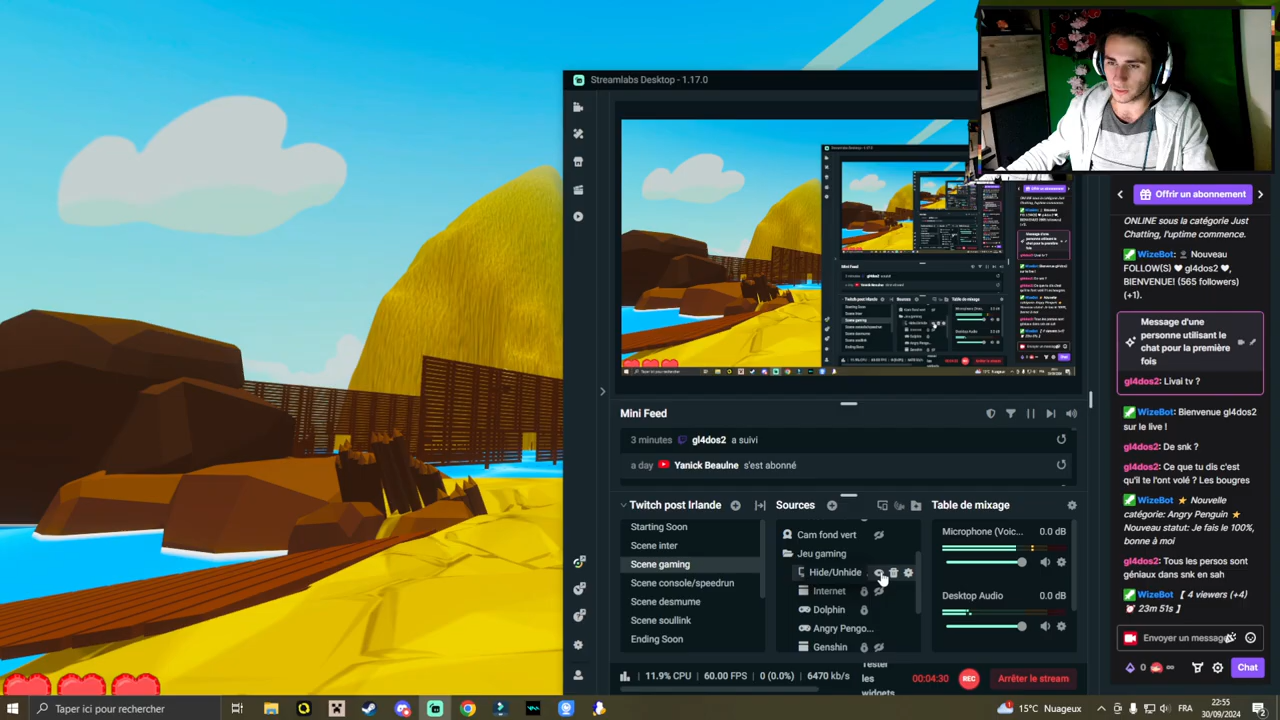 Streamlabs Desktop - 1.17.0
Mini Feed
3 minutes gl4dos2 a suivi
a day Yanick Beaulne s'est abonné
Twitch post Irlande
Starting Soon
Scene inter
Scene gaming
Scene console/speedrun
Scene desmume
Scene soullink
Ending Soon
Sources
Cam fond vert
Jeu gaming
Hide/Unhide
Internet
Dolphin
Angry Pengo...
Genshin
Table de mixage
Microphone (Voic...
0.0 dB
Desktop Audio
0.0 dB
11.9% CPU
60.00 FPS
0 (0.0%)
6470 kb/s
Tester
les
widgets
00:04:30
REC
Arrêter le stream
Offrir un abonnement
ONLINE sous la catégorie Just
Chatting, l'uptime commence.
WizeBot: Nouveau
FOLLOW(S) ♥ gl4dos2 ♥,
BIENVENUE! (565 followers)
(+1).
Message d'une
personne utilisant
le chat pour la première
fois
gl4dos2: Livai tv ?
WizeBot: Bienvenue gl4dos2
sur le live !
gl4dos2: De snk ?
gl4dos2: Ce que tu dis c'est
qu'il te l'ont volé ? Les bougres
WizeBot ★ Nouvelle
catégorie: Angry Penguin ★
Nouveau statut: Je fais le 100%,
bonne à moi
gl4dos2: Tous les persos sont
géniaux dans snk en sah
WizeBot 【 4 viewers (+4)
23m 51s 】
Envoyer un message
0
∞
Chat
Taper ici pour rechercher
15°C Nuageux
FRA
22:55
30/09/2024
2